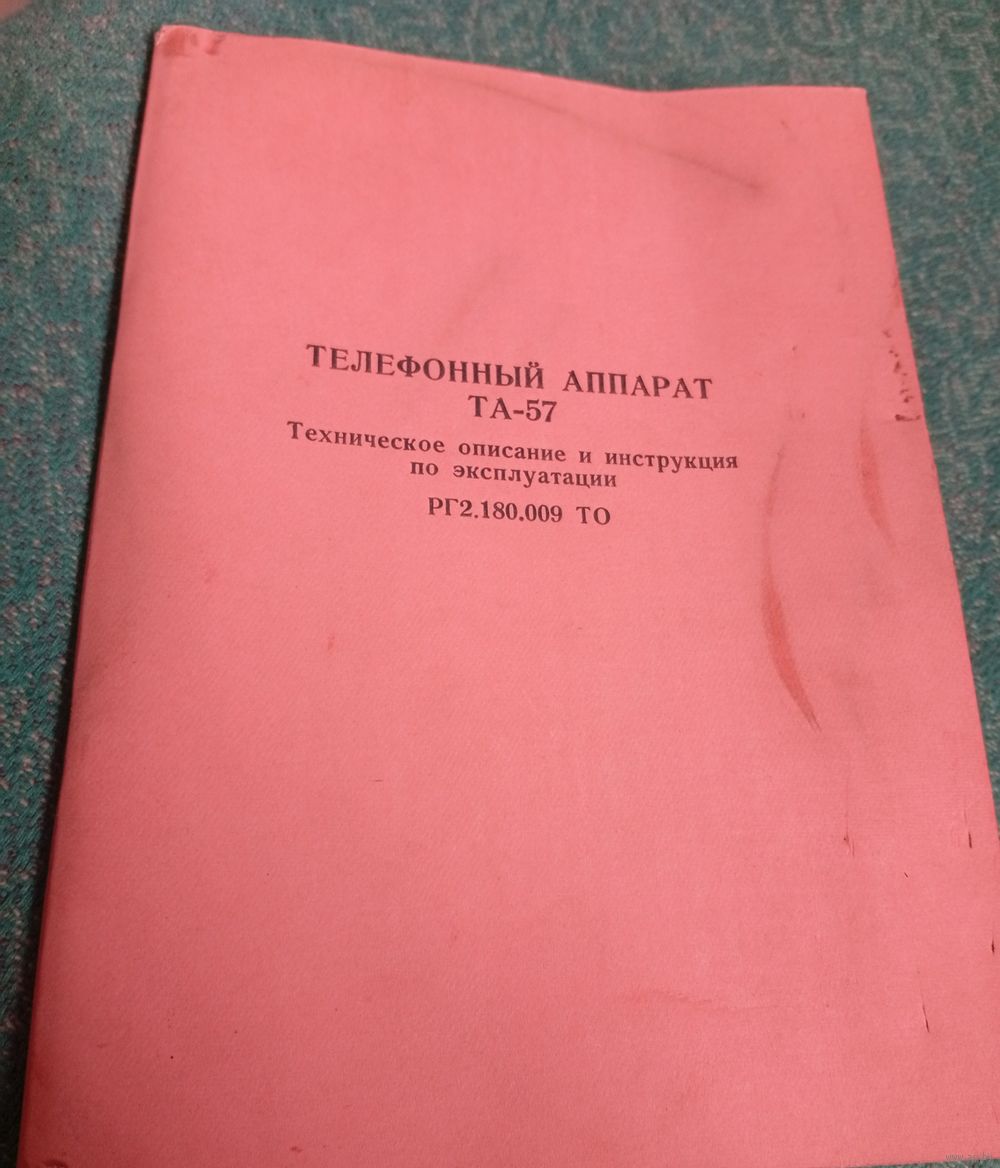 ТЕЛЕФОННЫЙ АППАРАТ
ТА-57
Техническое описание и инструкция
по эксплуатации
РГ2.180.009 ТО